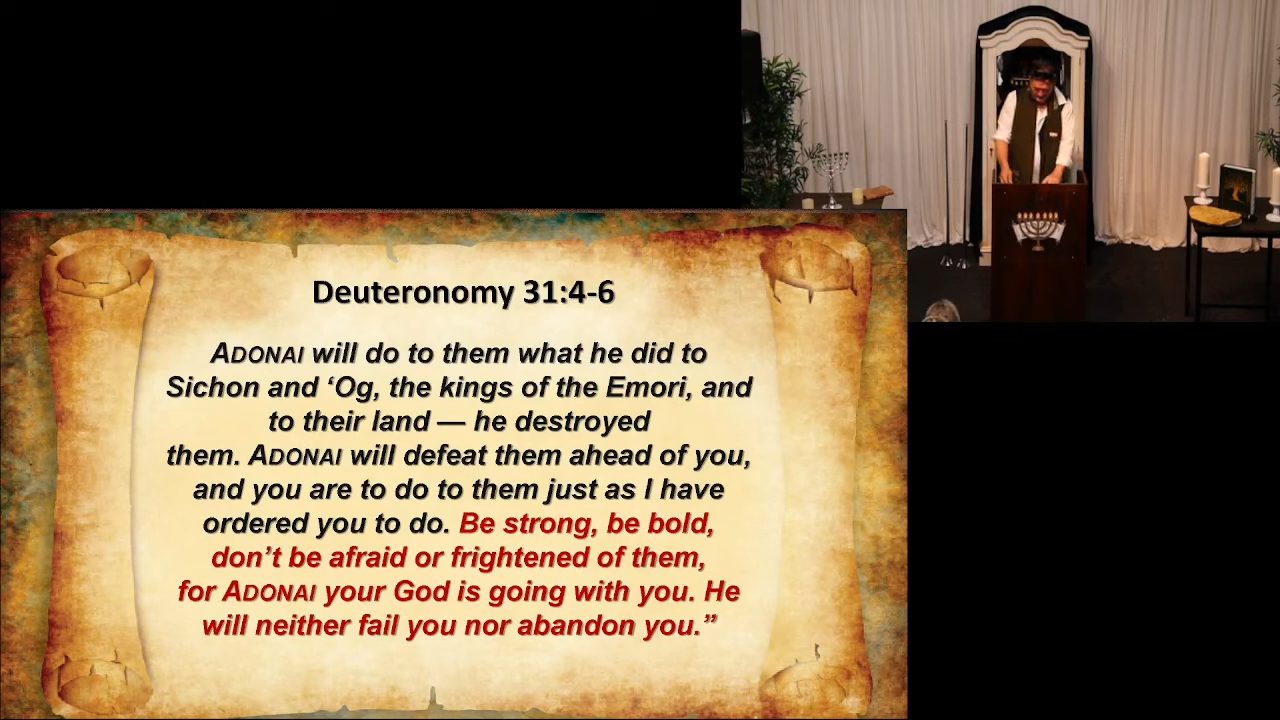 Deuteronomy 31:4-6
ADONAI will do to them what he did to
Sichon and ‘Og, the kings of the Emori, and
to their land — he destroyed
them. ADONAI will defeat them ahead of you,
and you are to do to them just as I have
ordered you to do. Be strong, be bold,
don’t be afraid or frightened of them,
for ADONAI your God is going with you. He
will neither fail you nor abandon you.”